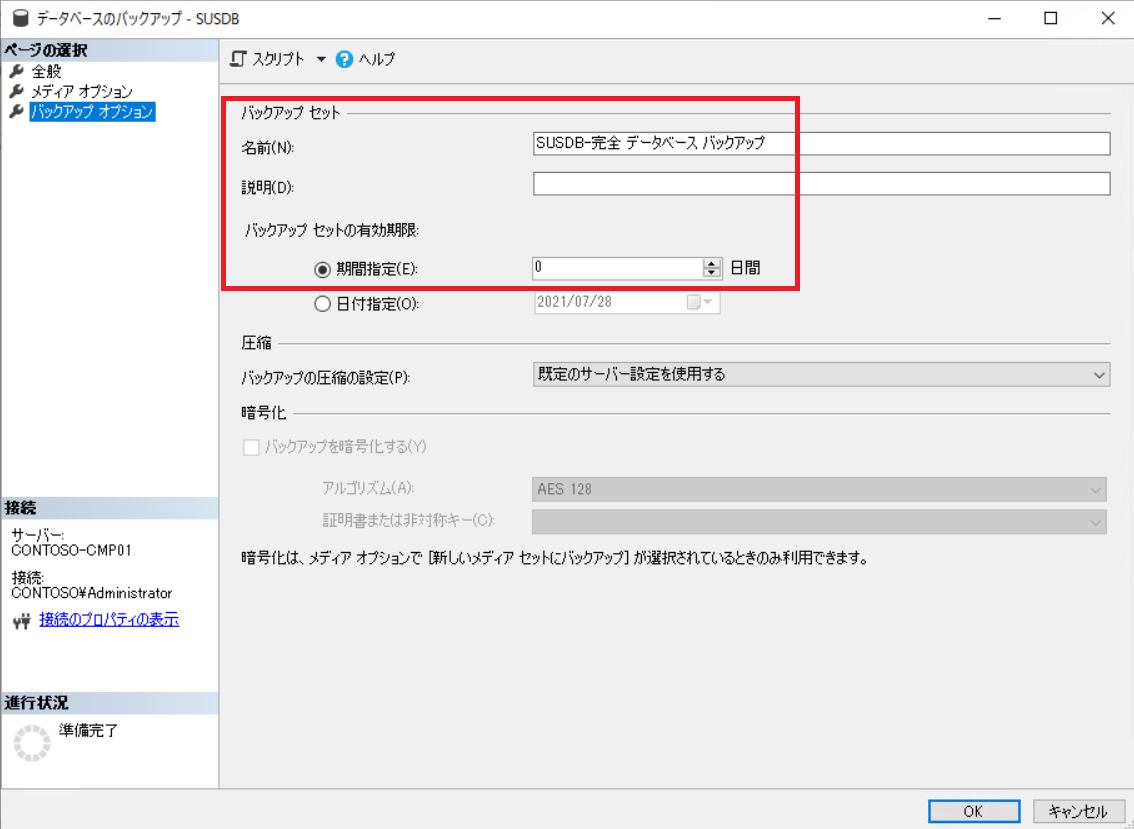 データベースのバックアップ - SUSDB
ページの選択
全般
メディア オプション
バックアップ オプション
スクリプト
ヘルプ
バックアップ セット
名前(N):
SUSDB-完全 データベース バックアップ
説明(D):
バックアップ セットの有効期限:
期間指定(E):
0
日間
日付指定(O):
2021/07/28
圧縮
バックアップの圧縮の設定(P):
既定のサーバー設定を使用する
暗号化
バックアップを暗号化する(Y)
アルゴリズム(A):
AES 128
証明書または非対称キー(C):
暗号化は、メディア オプションで [新しいメディア セットにバックアップ] が選択されているときのみ利用できます。
接続
サーバー:
CONTOSO-CMP01
接続:
CONTOSO¥Administrator
接続のプロパティの表示
進行状況
準備完了
OK
キャンセル